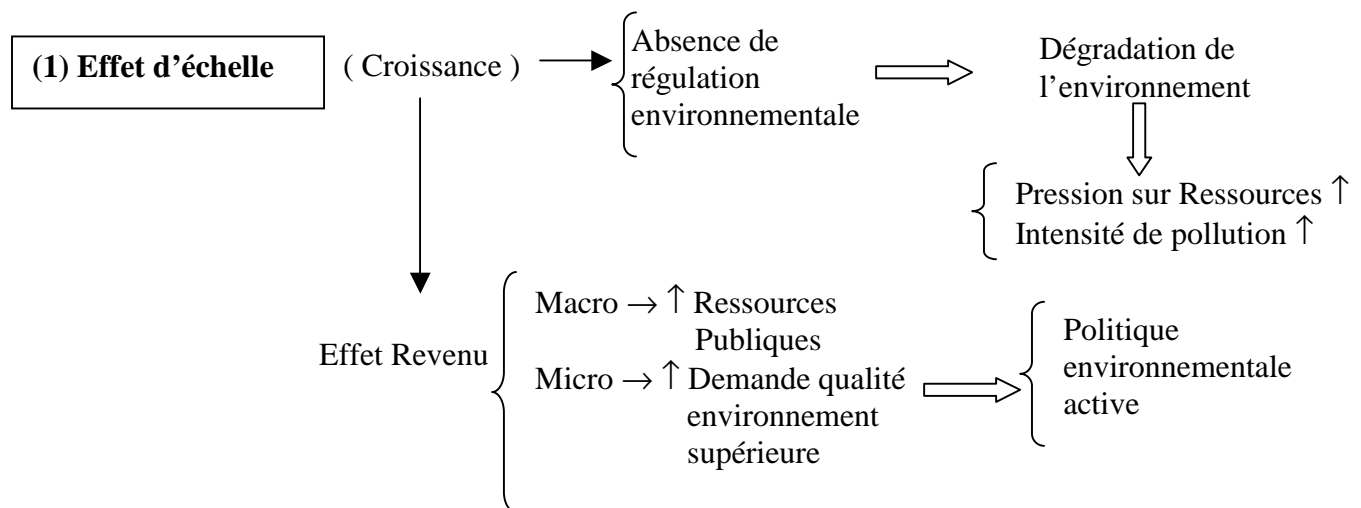 (1) Effet d’échelle
( Croissance )
Absence de
régulation
environnementale
Dégradation de
l’environnement
Pression sur Ressources ↑
Intensité de pollution ↑
Effet Revenu
Macro → ↑ Ressources
Publiques
Micro → ↑ Demande qualité
environnement
supérieure
Politique
environnementale
active